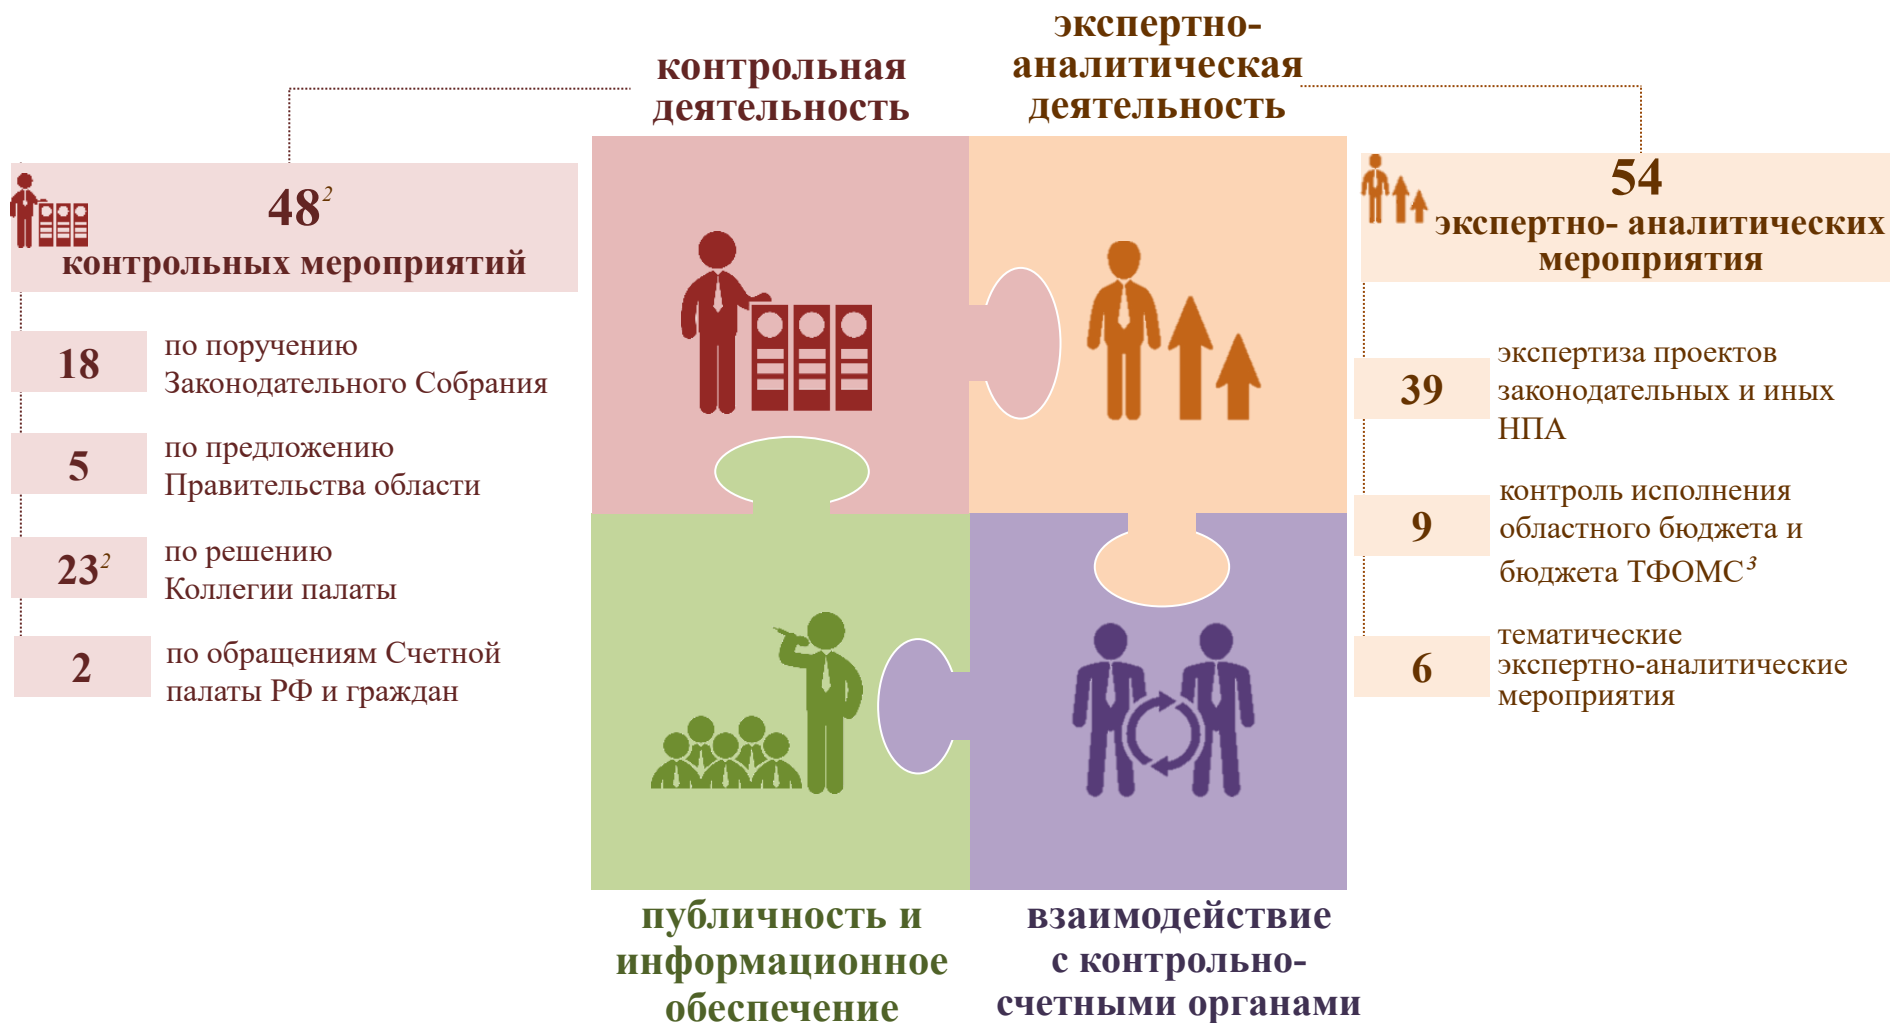 контрольная
деятельность
экспертно-
аналитическая
деятельность
48²
контрольных мероприятий
18
по поручению
Законодательного Собрания
5
по предложению
Правительства области
23²
по решению
Коллегии палаты
2
по обращениям Счетной
палаты РФ и граждан
54
экспертно- аналитических
мероприятия
39
экспертиза проектов
законодательных и иных
НПА
9
контроль исполнения
областного бюджета и
бюджета ТФОМС³
6
тематические
экспертно-аналитические
мероприятия
публичность и
информационное
обеспечение
взаимодействие
с контрольно-
счетными органами